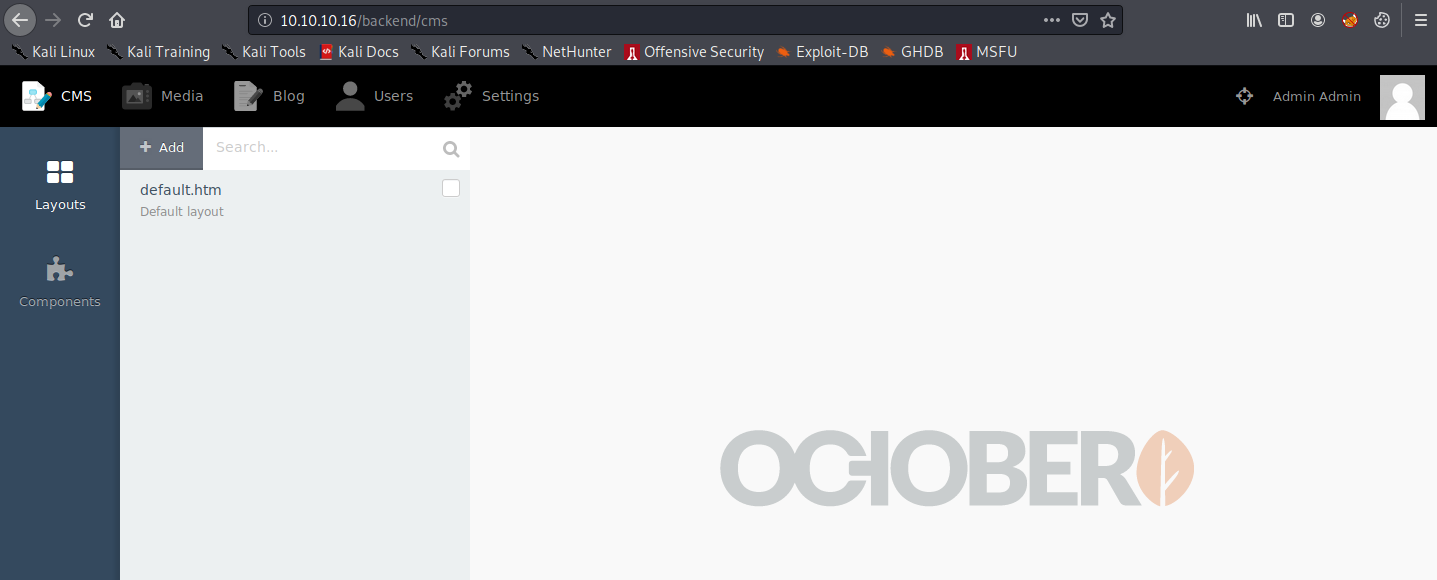 10.10.10.16/backend/cms
Kali Linux Kali Training Kali Tools Kali Docs Kali Forums NetHunter Offensive Security Exploit-DB GHDB MSFU
CMS Media Blog Users Settings Admin Admin
+ Add Search...
Layouts
default.htm
Default layout
Components
OCTOBER